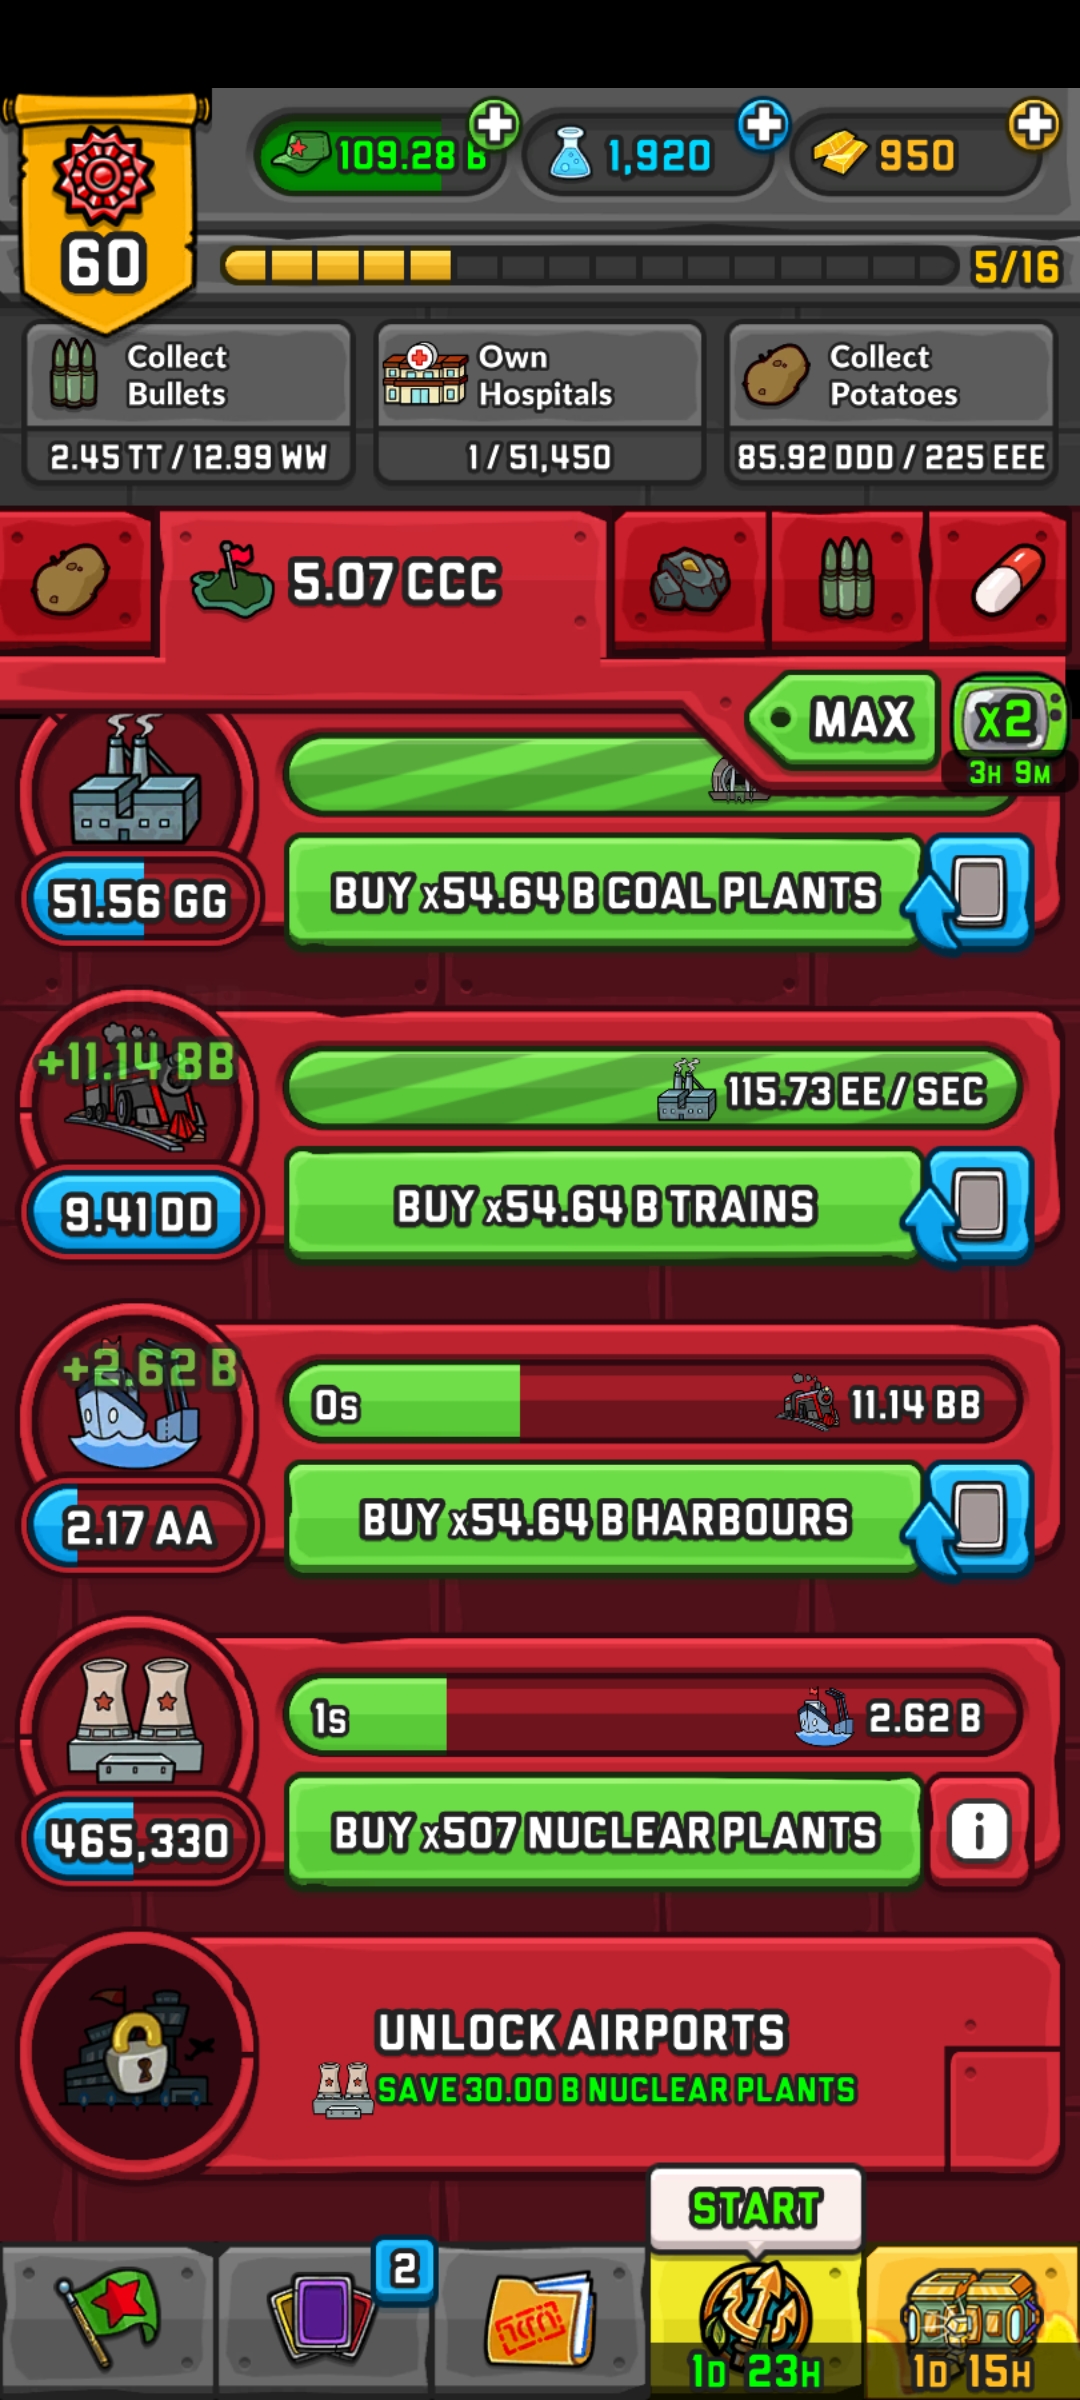 60
109.28 B
1,920
950
5/16
Collect
Bullets
2.45 TT / 12.99 WW
Own
Hospitals
1 / 51,450
Collect
Potatoes
85.92 DDD / 225 EEE
5.07 CCC
MAX
x2
3H 9M
51.56 GG
BUY x54.64 B COAL PLANTS
+11.14 BB
115.73 EE / SEC
9.41 DD
BUY x54.64 B TRAINS
+2.62 B
0s
11.14 BB
2.17 AA
BUY x54.64 B HARBOURS
1s
2.62 B
465,330
BUY x507 NUCLEAR PLANTS
i
UNLOCK AIRPORTS
SAVE 30.00 B NUCLEAR PLANTS
START
2
1D 23H
1D 15H